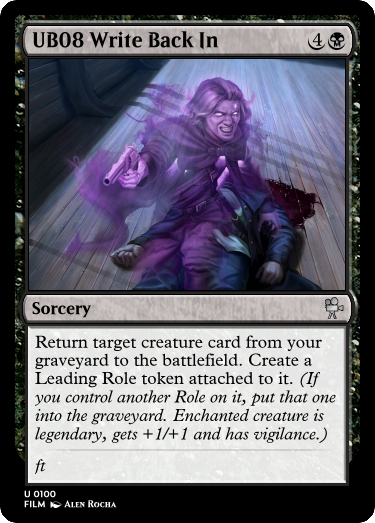 UB08 Write Back In 4
Sorcery
Return target creature card from your
graveyard to the battlefield. Create a
Leading Role token attached to it. (If
you control another Role on it, put that one
into the graveyard. Enchanted creature is
legendary, gets +1/+1 and has vigilance.)
ft
U 0100
FILM Alen Rocha